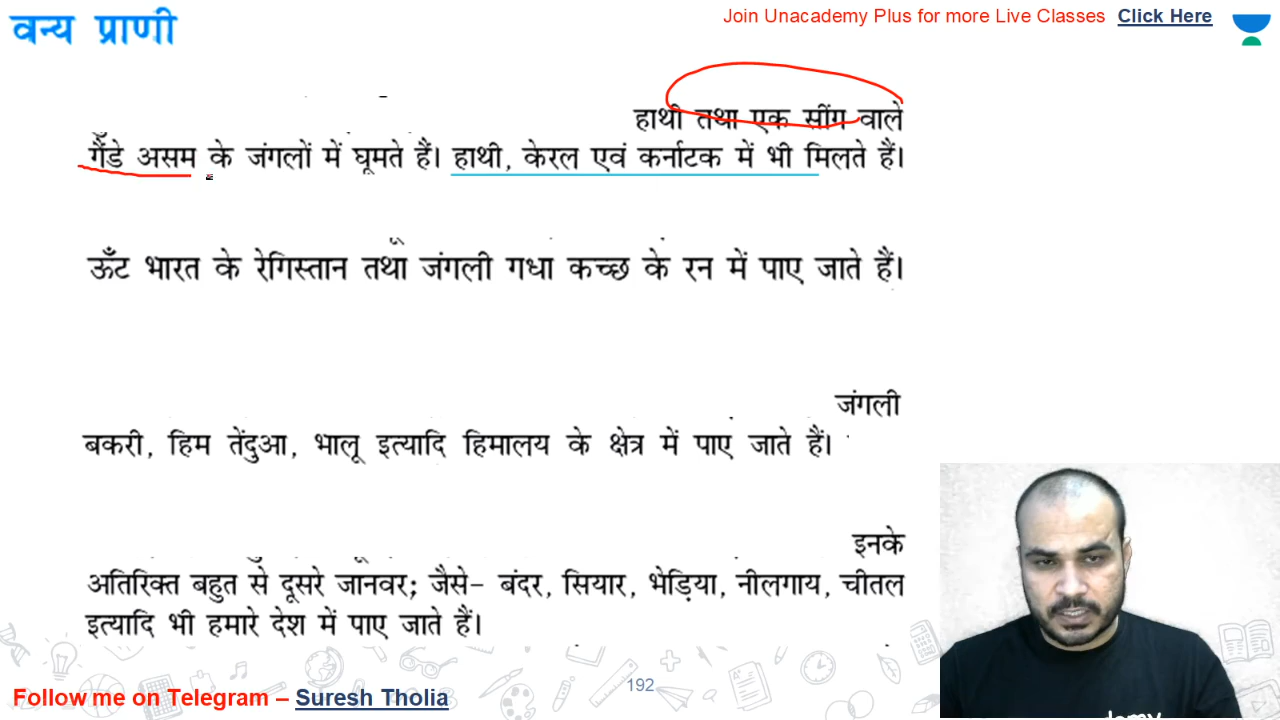 वन्य प्राणी
Join Unacademy Plus for more Live Classes Click Here
हाथी तथा एक सींग वाले
गैंडे असम के जंगलों में घूमते हैं। हाथी, केरल एवं कर्नाटक में भी मिलते हैं।
ऊँट भारत के रेगिस्तान तथा जंगली गधा कच्छ के रन में पाए जाते हैं।
जंगली
बकरी, हिम तेंदुआ, भालू इत्यादि हिमालय के क्षेत्र में पाए जाते हैं।
इनके
अतिरिक्त बहुत से दूसरे जानवर; जैसे– बंदर, सियार, भेड़िया, नीलगाय, चीतल
इत्यादि भी हमारे देश में पाए जाते हैं।
192
Follow me on Telegram – Suresh Tholia